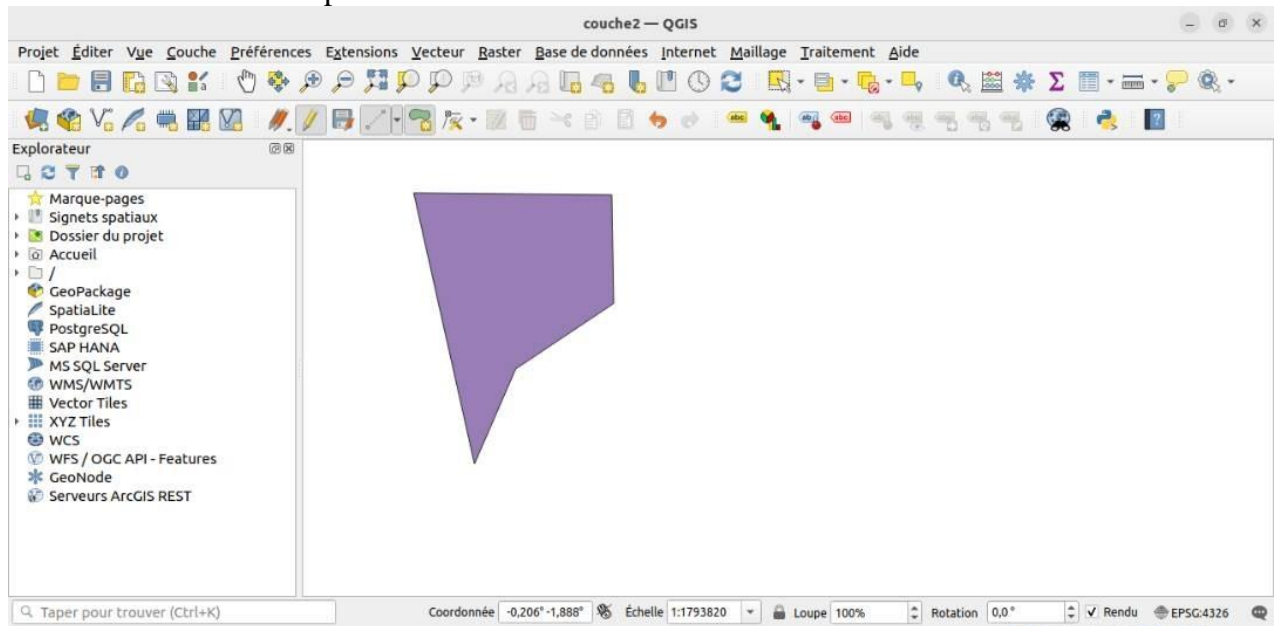 couche2 — QGIS
Projet Éditer Vue Couche Préférences Extensions Vecteur Raster Base de données Internet Maillage Traitement Aide
Explorateur
Marque-pages
Signets spatiaux
Dossier du projet
Accueil
/
GeoPackage
SpatiaLite
PostgreSQL
SAP HANA
MS SQL Server
WMS/WMTS
Vector Tiles
XYZ Tiles
WCS
WFS / OGC API - Features
GeoNode
Serveurs ArcGIS REST
Taper pour trouver (Ctrl+K) Coordonnée -0,206° -1,888° Échelle 1:1793820 Loupe 100% Rotation 0,0 ° Rendu EPSG:4326